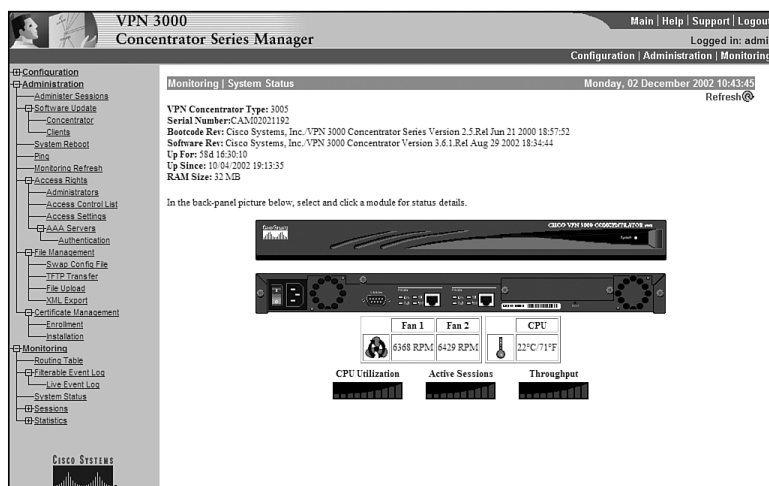 VPN 3000
Concentrator Series Manager
Main | Help | Support | Logout
Logged in: admi
Configuration | Administration | Monitoring
Configuration
Administration
Administer Sessions
Software Update
Concentrator
Clients
System Reboot
Ping
Monitoring Refresh
Access Rights
Administrators
Access Control List
Access Settings
AAA Servers
Authentication
File Management
Swap Config File
TFTP Transfer
File Upload
XML Export
Certificate Management
Enrollment
Installation
Monitoring
Routing Table
Filterable Event Log
Live Event Log
System Status
Sessions
Statistics
CISCO SYSTEMS
Monitoring | System Status
Monday, 02 December 2002 10:43:45
Refresh
VPN Concentrator Type: 3005
Serial Number:CAM02021192
Bootcode Rev: Cisco Systems, Inc./VPN 3000 Concentrator Series Version 2.5.Rel Jun 21 2000 18:57:52
Software Rev: Cisco Systems, Inc./VPN 3000 Concentrator Version 3.6.1.Rel Aug 29 2002 18:34:44
Up For: 58d 16:30:10
Up Since: 10/04/2002 19:13:35
RAM Size: 32 MB
In the back-panel picture below, select and click a module for status details.
CISCO SYSTEMS
CISCO VPN 3000 CONCENTRATOR
System
Fan 1 Fan 2 CPU
6368 RPM 6429 RPM 22°C/71°F
CPU Utilization Active Sessions Throughput